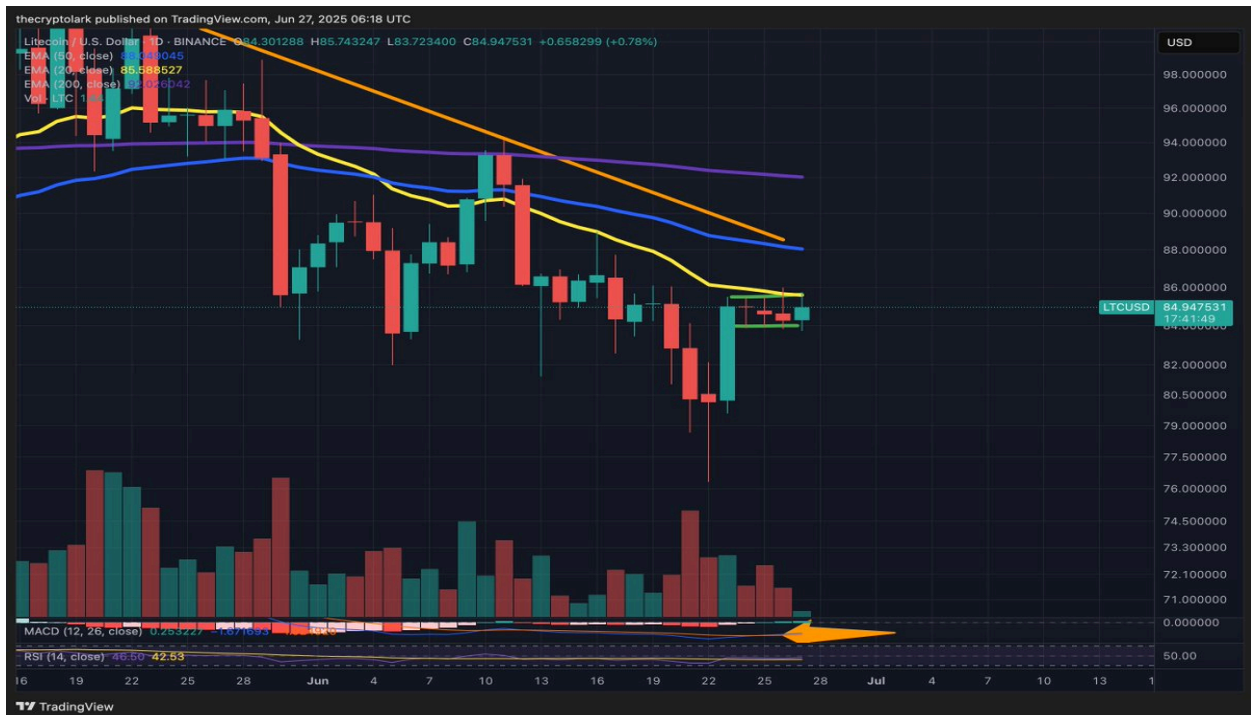 thecryptolark published on TradingView.com, Jun 27, 2025 06:18 UTC
Litecoin / U.S. Dollar · 1D · BINANCE O84.301288 H85.743247 L83.723400 C84.947531 +0.658299 (+0.78%)
EMA (50, close)
EMA (20, close) 85.588527
EMA (200, close)
Vol · LTC
USD
98.000000
96.000000
94.000000
92.000000
90.000000
88.000000
86.000000
LTCUSD 84.947531
17:41:49
84.000000
82.000000
80.500000
79.000000
77.500000
76.000000
74.500000
73.300000
72.100000
71.000000
0.000000
MACD (12, 26, close) 0.253227 −1.671693
RSI (14, close) 46.50 42.53
50.00
16 19 22 25 28 Jun 4 7 10 13 16 19 22 25 28 Jul 4 7 10 13 1
TradingView